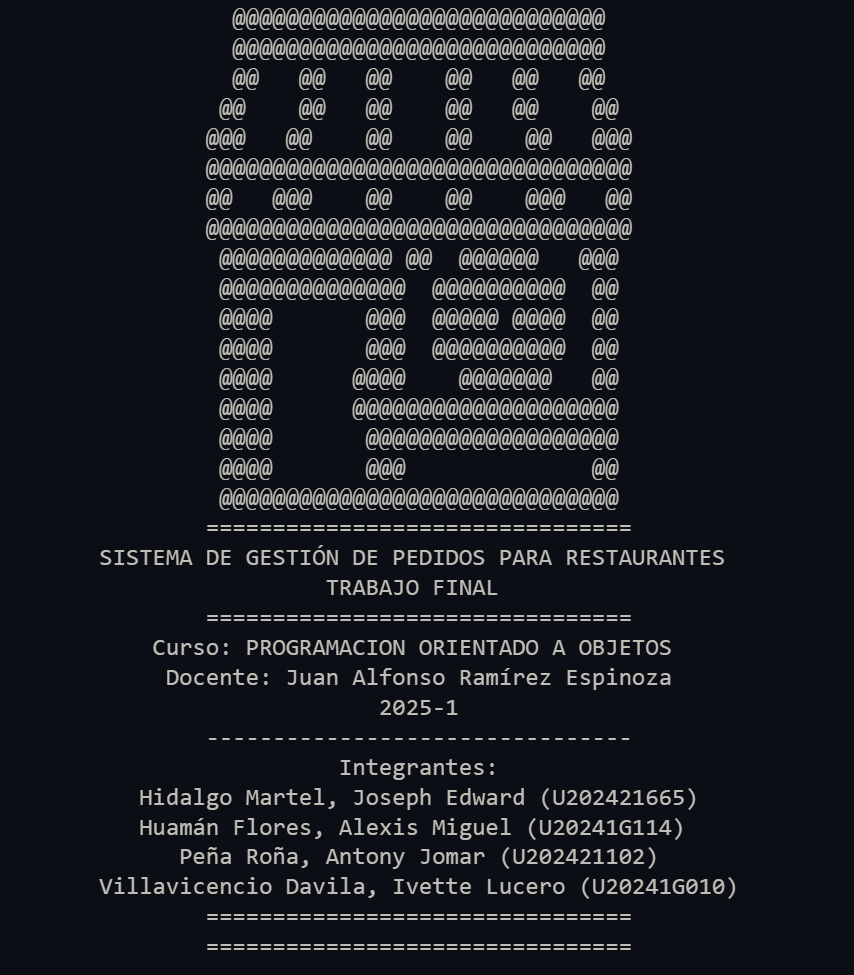 ================================
SISTEMA DE GESTIÓN DE PEDIDOS PARA RESTAURANTES
TRABAJO FINAL
================================
Curso: PROGRAMACION ORIENTADO A OBJETOS
Docente: Juan Alfonso Ramírez Espinoza
2025-1
--------------------------------
Integrantes:
Hidalgo Martel, Joseph Edward (U202421665)
Huamán Flores, Alexis Miguel (U20241G114)
Peña Roña, Antony Jomar (U202421102)
Villavicencio Davila, Ivette Lucero (U20241G010)
================================
================================